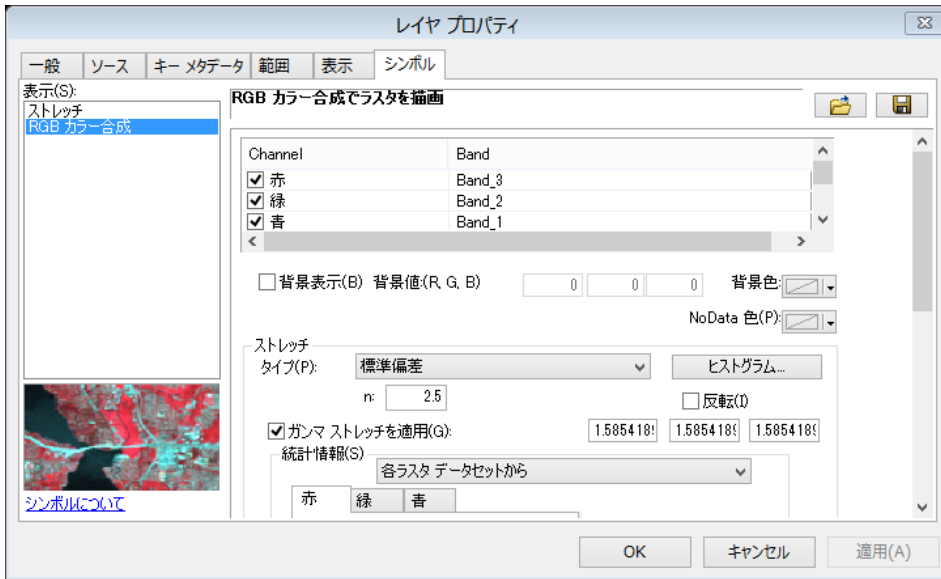 レイヤ プロパティ
一般 ソース キー メタデータ 範囲 表示 シンボル
表示(S):
ストレッチ
RGB カラー合成
RGB カラー合成でラスタを描画
Channel Band
赤 Band_3
緑 Band_2
青 Band_1
背景表示(B) 背景値:(R, G, B) 0 0 0 背景色:
NoData 色(P):
ストレッチ
タイプ(P): 標準偏差 ヒストグラム...
n: 2.5 反転(I)
ガンマ ストレッチを適用(G): 1.585418 1.585418 1.585418
統計情報(S)
各ラスタ データセットから
赤 緑 青
シンボルについて
OK キャンセル 適用(A)